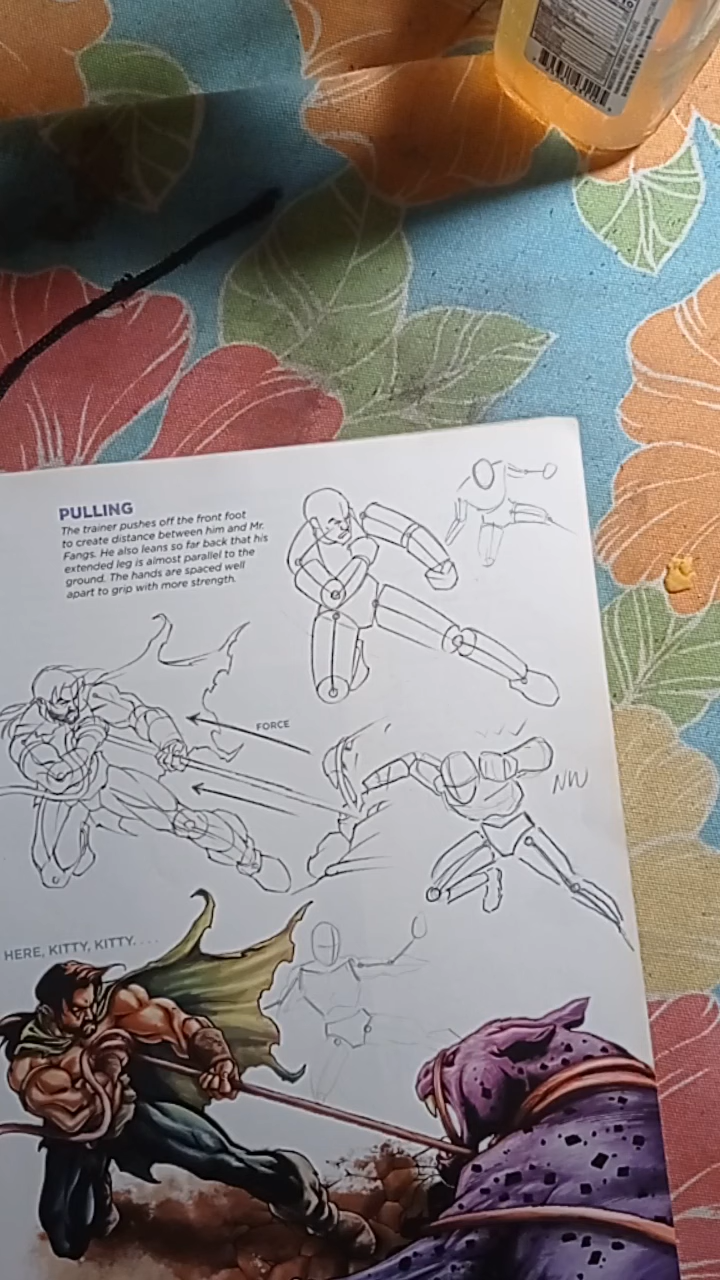 PULLING
The trainer pushes off the front foot
to create distance between him and Mr.
Fangs. He also leans so far back that his
extended leg is almost parallel to the
ground. The hands are spaced well
apart to grip with more strength.
FORCE
NW
HERE, KITTY, KITTY. . . .